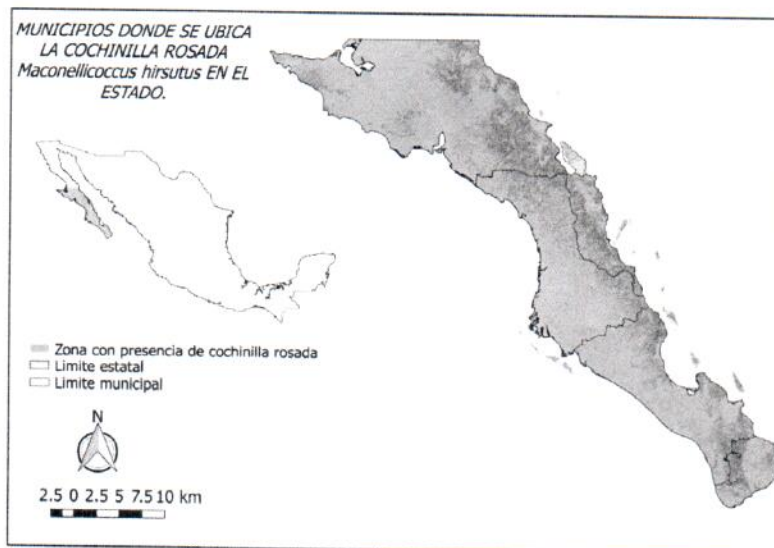 MUNICIPIOS DONDE SE UBICA
LA COCHINILLA ROSADA
Maconellicoccus hirsutus EN EL
ESTADO.
Zona con presencia de cochinilla rosada
Limite estatal
Limite municipal
N
2.5 0 2.5 5 7.5 10 km